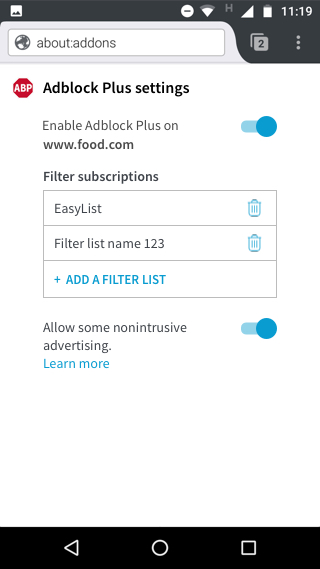 H 11:19
about:addons
2
ABP Adblock Plus settings
Enable Adblock Plus on
www.food.com
Filter subscriptions
EasyList
Filter list name 123
+ ADD A FILTER LIST
Allow some nonintrusive
advertising.
Learn more